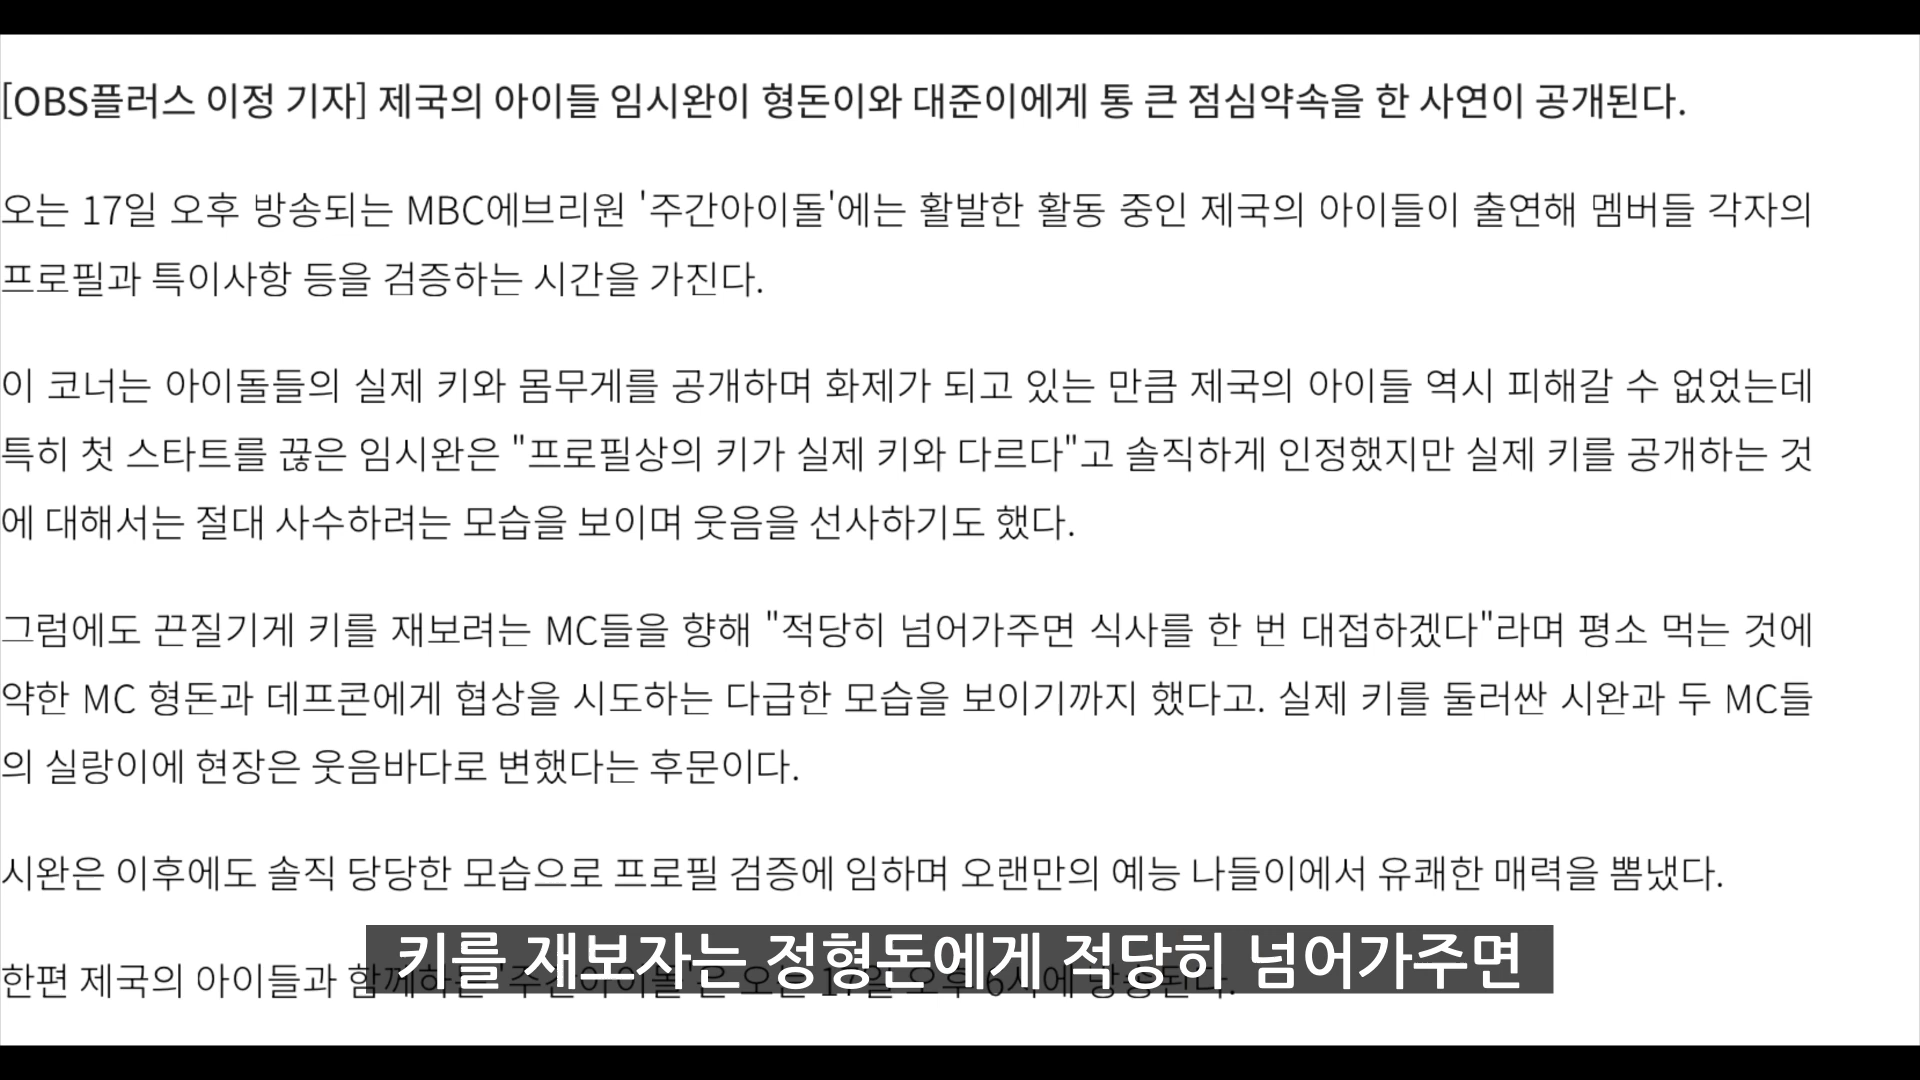 [OBS플러스 이정 기자] 제국의 아이들 임시완이 형돈이와 대준이에게 통 큰 점심약속을 한 사연이 공개된다.
오는 17일 오후 방송되는 MBC에브리원 '주간아이돌'에는 활발한 활동 중인 제국의 아이들이 출연해 멤버들 각자의
프로필과 특이사항 등을 검증하는 시간을 가진다.
이 코너는 아이돌들의 실제 키와 몸무게를 공개하며 화제가 되고 있는 만큼 제국의 아이들 역시 피해갈 수 없었는데
특히 첫 스타트를 끊은 임시완은 "프로필상의 키가 실제 키와 다르다"고 솔직하게 인정했지만 실제 키를 공개하는 것
에 대해서는 절대 사수하려는 모습을 보이며 웃음을 선사하기도 했다.
그럼에도 끈질기게 키를 재보려는 MC들을 향해 "적당히 넘어가주면 식사를 한 번 대접하겠다"라며 평소 먹는 것에
약한 MC 형돈과 데프콘에게 협상을 시도하는 다급한 모습을 보이기까지 했다고. 실제 키를 둘러싼 시완과 두 MC들
의 실랑이에 현장은 웃음바다로 변했다는 후문이다.
시완은 이후에도 솔직 당당한 모습으로 프로필 검증에 임하며 오랜만의 예능 나들이에서 유쾌한 매력을 뽐냈다.
한편 제국의 아이들과 함께하는 '주간아이돌'은 오는 17일 오후 6시에 방송된다.
키를 재보자는 정형돈에게 적당히 넘어가주면